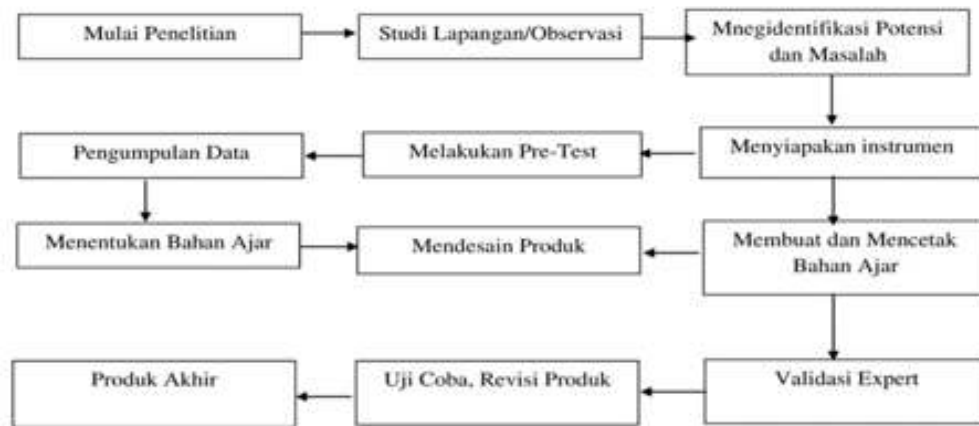 Mulai Penelitian
Studi Lapangan/Observasi
Mnegidentifikasi Potensi
dan Masalah
Pengumpulan Data
Melakukan Pre-Test
Menyiapakan instrumen
Menentukan Bahan Ajar
Mendesain Produk
Membuat dan Mencetak
Bahan Ajar
Produk Akhir
Uji Coba, Revisi Produk
Validasi Expert